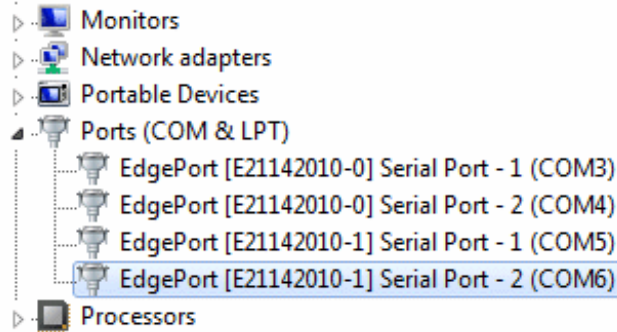 Monitors
Network adapters
Portable Devices
Ports (COM & LPT)
EdgePort [E21142010-0] Serial Port - 1 (COM3)
EdgePort [E21142010-0] Serial Port - 2 (COM4)
EdgePort [E21142010-1] Serial Port - 1 (COM5)
EdgePort [E21142010-1] Serial Port - 2 (COM6)
Processors